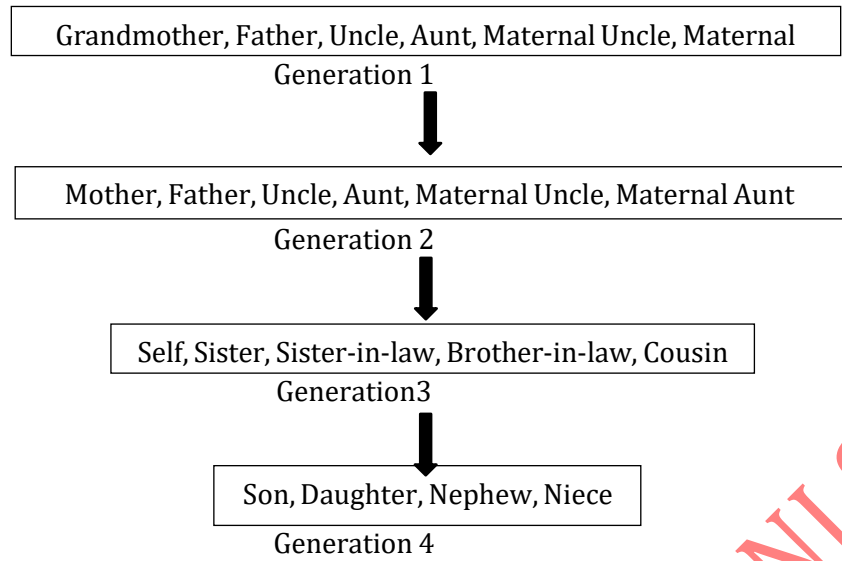 Grandmother, Father, Uncle, Aunt, Maternal Uncle, Maternal
Generation 1
Mother, Father, Uncle, Aunt, Maternal Uncle, Maternal Aunt
Generation 2
Self, Sister, Sister-in-law, Brother-in-law, Cousin
Generation3
Son, Daughter, Nephew, Niece
Generation 4